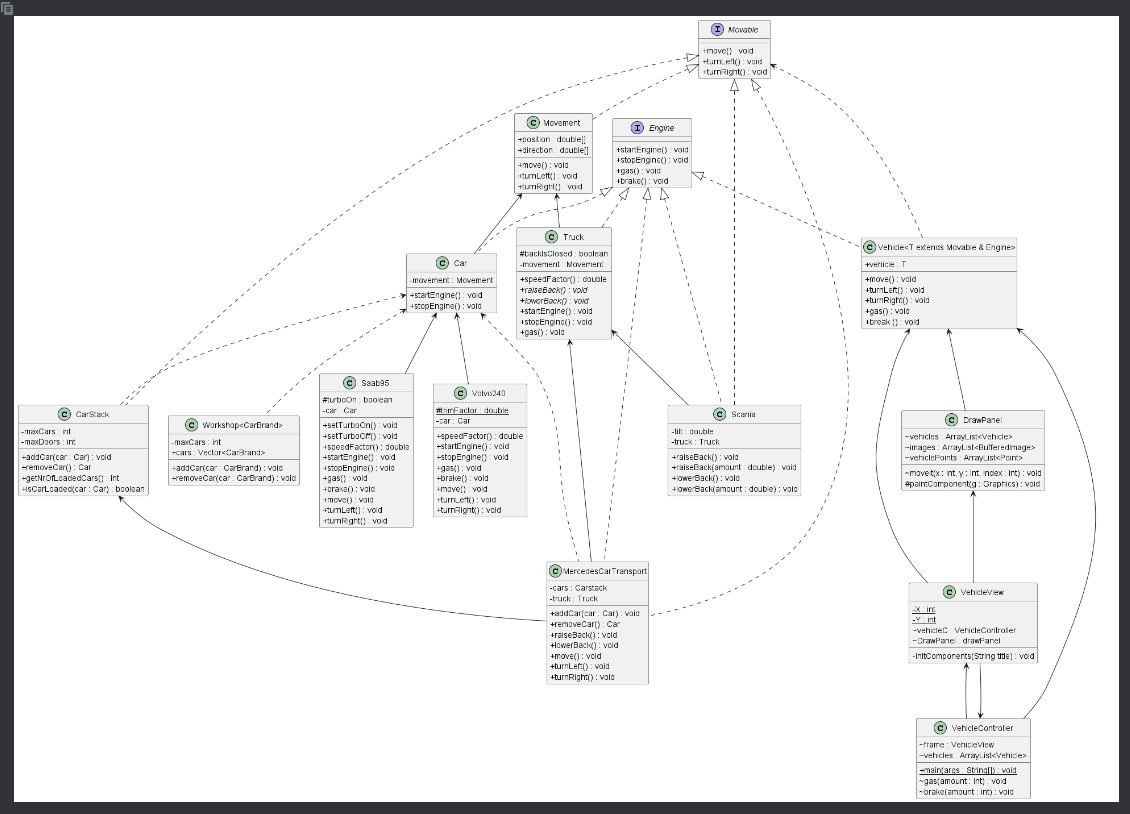 I Movable
+move() : void
+turnLeft() : void
+turnRight() : void
C Movement
+position : double[]
+direction : double[]
+move() : void
+turnLeft() : void
+turnRight() : void
I Engine
+startEngine() : void
+stopEngine() : void
+gas() : void
+brake() : void
C Car
-movement : Movement
+startEngine() : void
+stopEngine() : void
C Truck
#backIsClosed : boolean
-movement : Movement
+speedFactor() : double
+raiseBack() : void
+lowerBack() : void
+startEngine() : void
+stopEngine() : void
+gas() : void
C Vehicle<T extends Movable & Engine>
+vehicle : T
+move() : void
+turnLeft() : void
+turnRight() : void
+gas() : void
+break () : void
C CarStack
-maxCars : int
-maxDoors : int
+addCar(car : Car) : void
+removeCar() : Car
+getNrOfLoadedCars() : int
+isCarLoaded(car : Car) : boolean
C Workshop<CarBrand>
-maxCars : int
+cars : Vector<CarBrand>
+addCar(car : CarBrand) : void
+removeCar(car : CarBrand) : void
C Saab95
#turboOn : boolean
-car : Car
+setTurboOn() : void
+setTurboOff() : void
+speedFactor() : double
+startEngine() : void
+stopEngine() : void
+gas() : void
+brake() : void
+move() : void
+turnLeft() : void
+turnRight() : void
C Volvo240
#trimFactor : double
-car : Car
+speedFactor() : double
+startEngine() : void
+stopEngine() : void
+gas() : void
+brake() : void
+move() : void
+turnLeft() : void
+turnRight() : void
C Scania
-tilt : double
-truck : Truck
+raiseBack() : void
+raiseBack(amount : double) : void
+lowerBack() : void
+lowerBack(amount : double) : void
C DrawPanel
~vehicles : ArrayList<Vehicle>
~images : ArrayList<BufferedImage>
~vehiclePoints : ArrayList<Point>
~moveit(x : int, y : int, index : int) : void
#paintComponent(g : Graphics) : void
C MercedesCarTransport
-cars : Carstack
-truck : Truck
+addCar(car : Car) : void
+removeCar() : Car
+raiseBack() : void
+lowerBack() : void
+move() : void
+turnLeft() : void
+turnRight() : void
C VehicleView
-X : int
-Y : int
~vehicleC : VehicleController
~DrawPanel : drawPanel
-initComponents(String title) : void
C VehicleController
~frame : VehicleView
~vehicles : ArrayList<Vehicle>
+main(args : String[]) : void
~gas(amount : int) : void
~brake(amount : int) : void